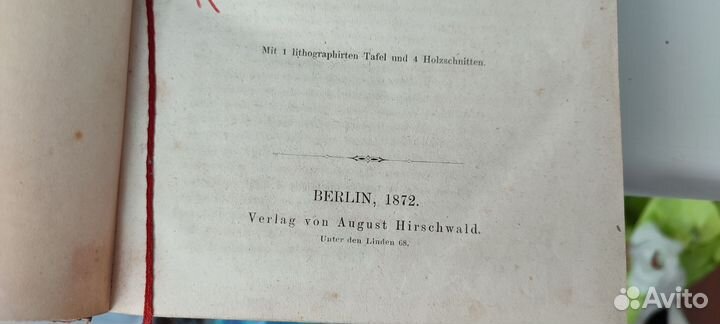 Mit 1 lithographirten Tafel und 4 Holzschnitten.
BERLIN, 1872.
Verlag von August Hirschwald.
Unter den Linden 68.
Avito